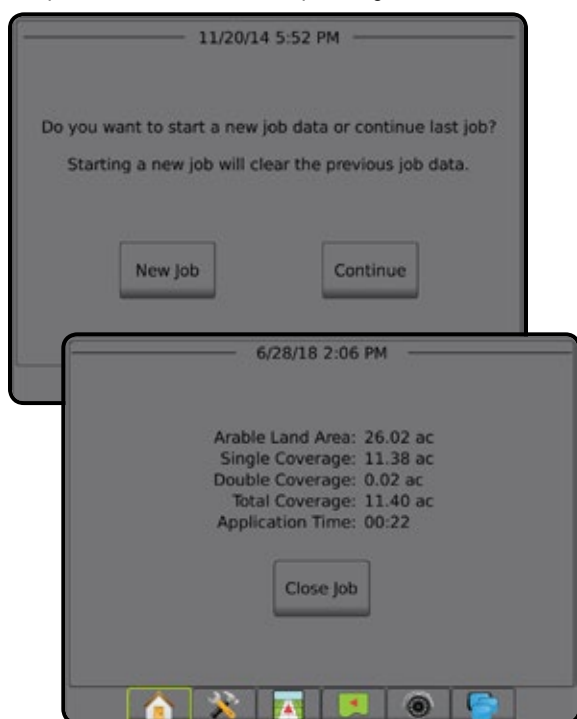 11/20/14 5:52 PM
Do you want to start a new job data or continue last job?
Starting a new job will clear the previous job data.
New Job
Continue
6/28/18 2:06 PM
Arable Land Area: 26.02 ac
Single Coverage: 11.38 ac
Double Coverage: 0.02 ac
Total Coverage: 11.40 ac
Application Time: 00:22
Close Job